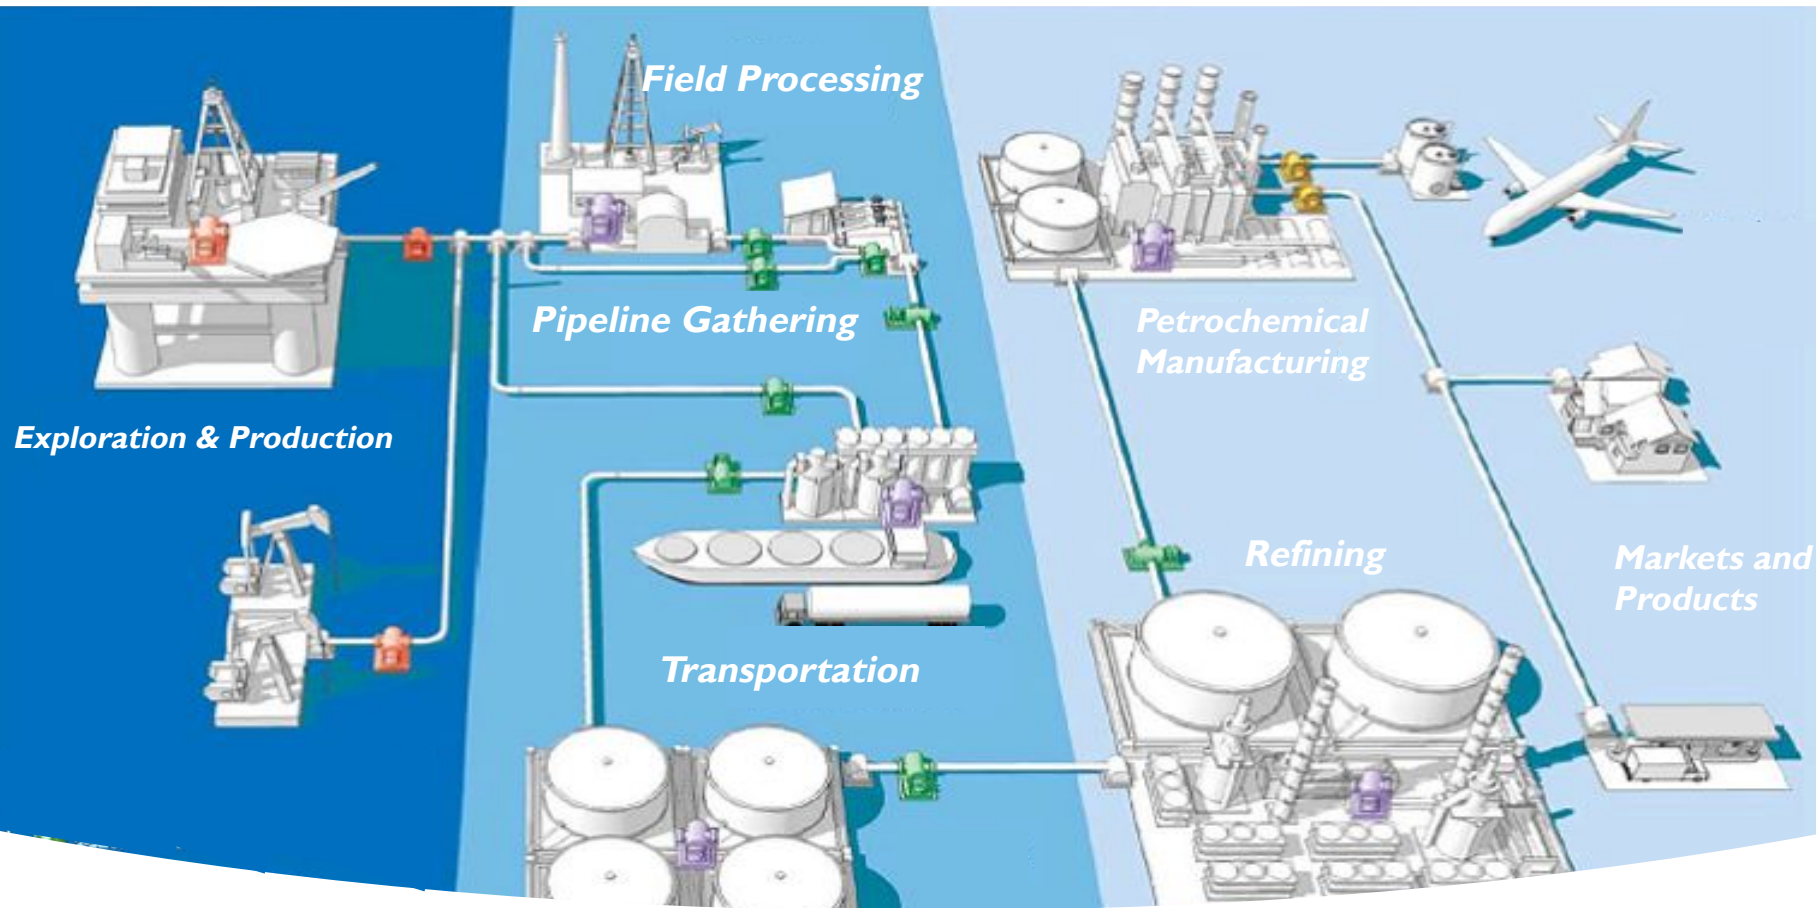 Field Processing
Pipeline Gathering
Petrochemical
Manufacturing
Exploration & Production
Refining
Markets and
Products
Transportation